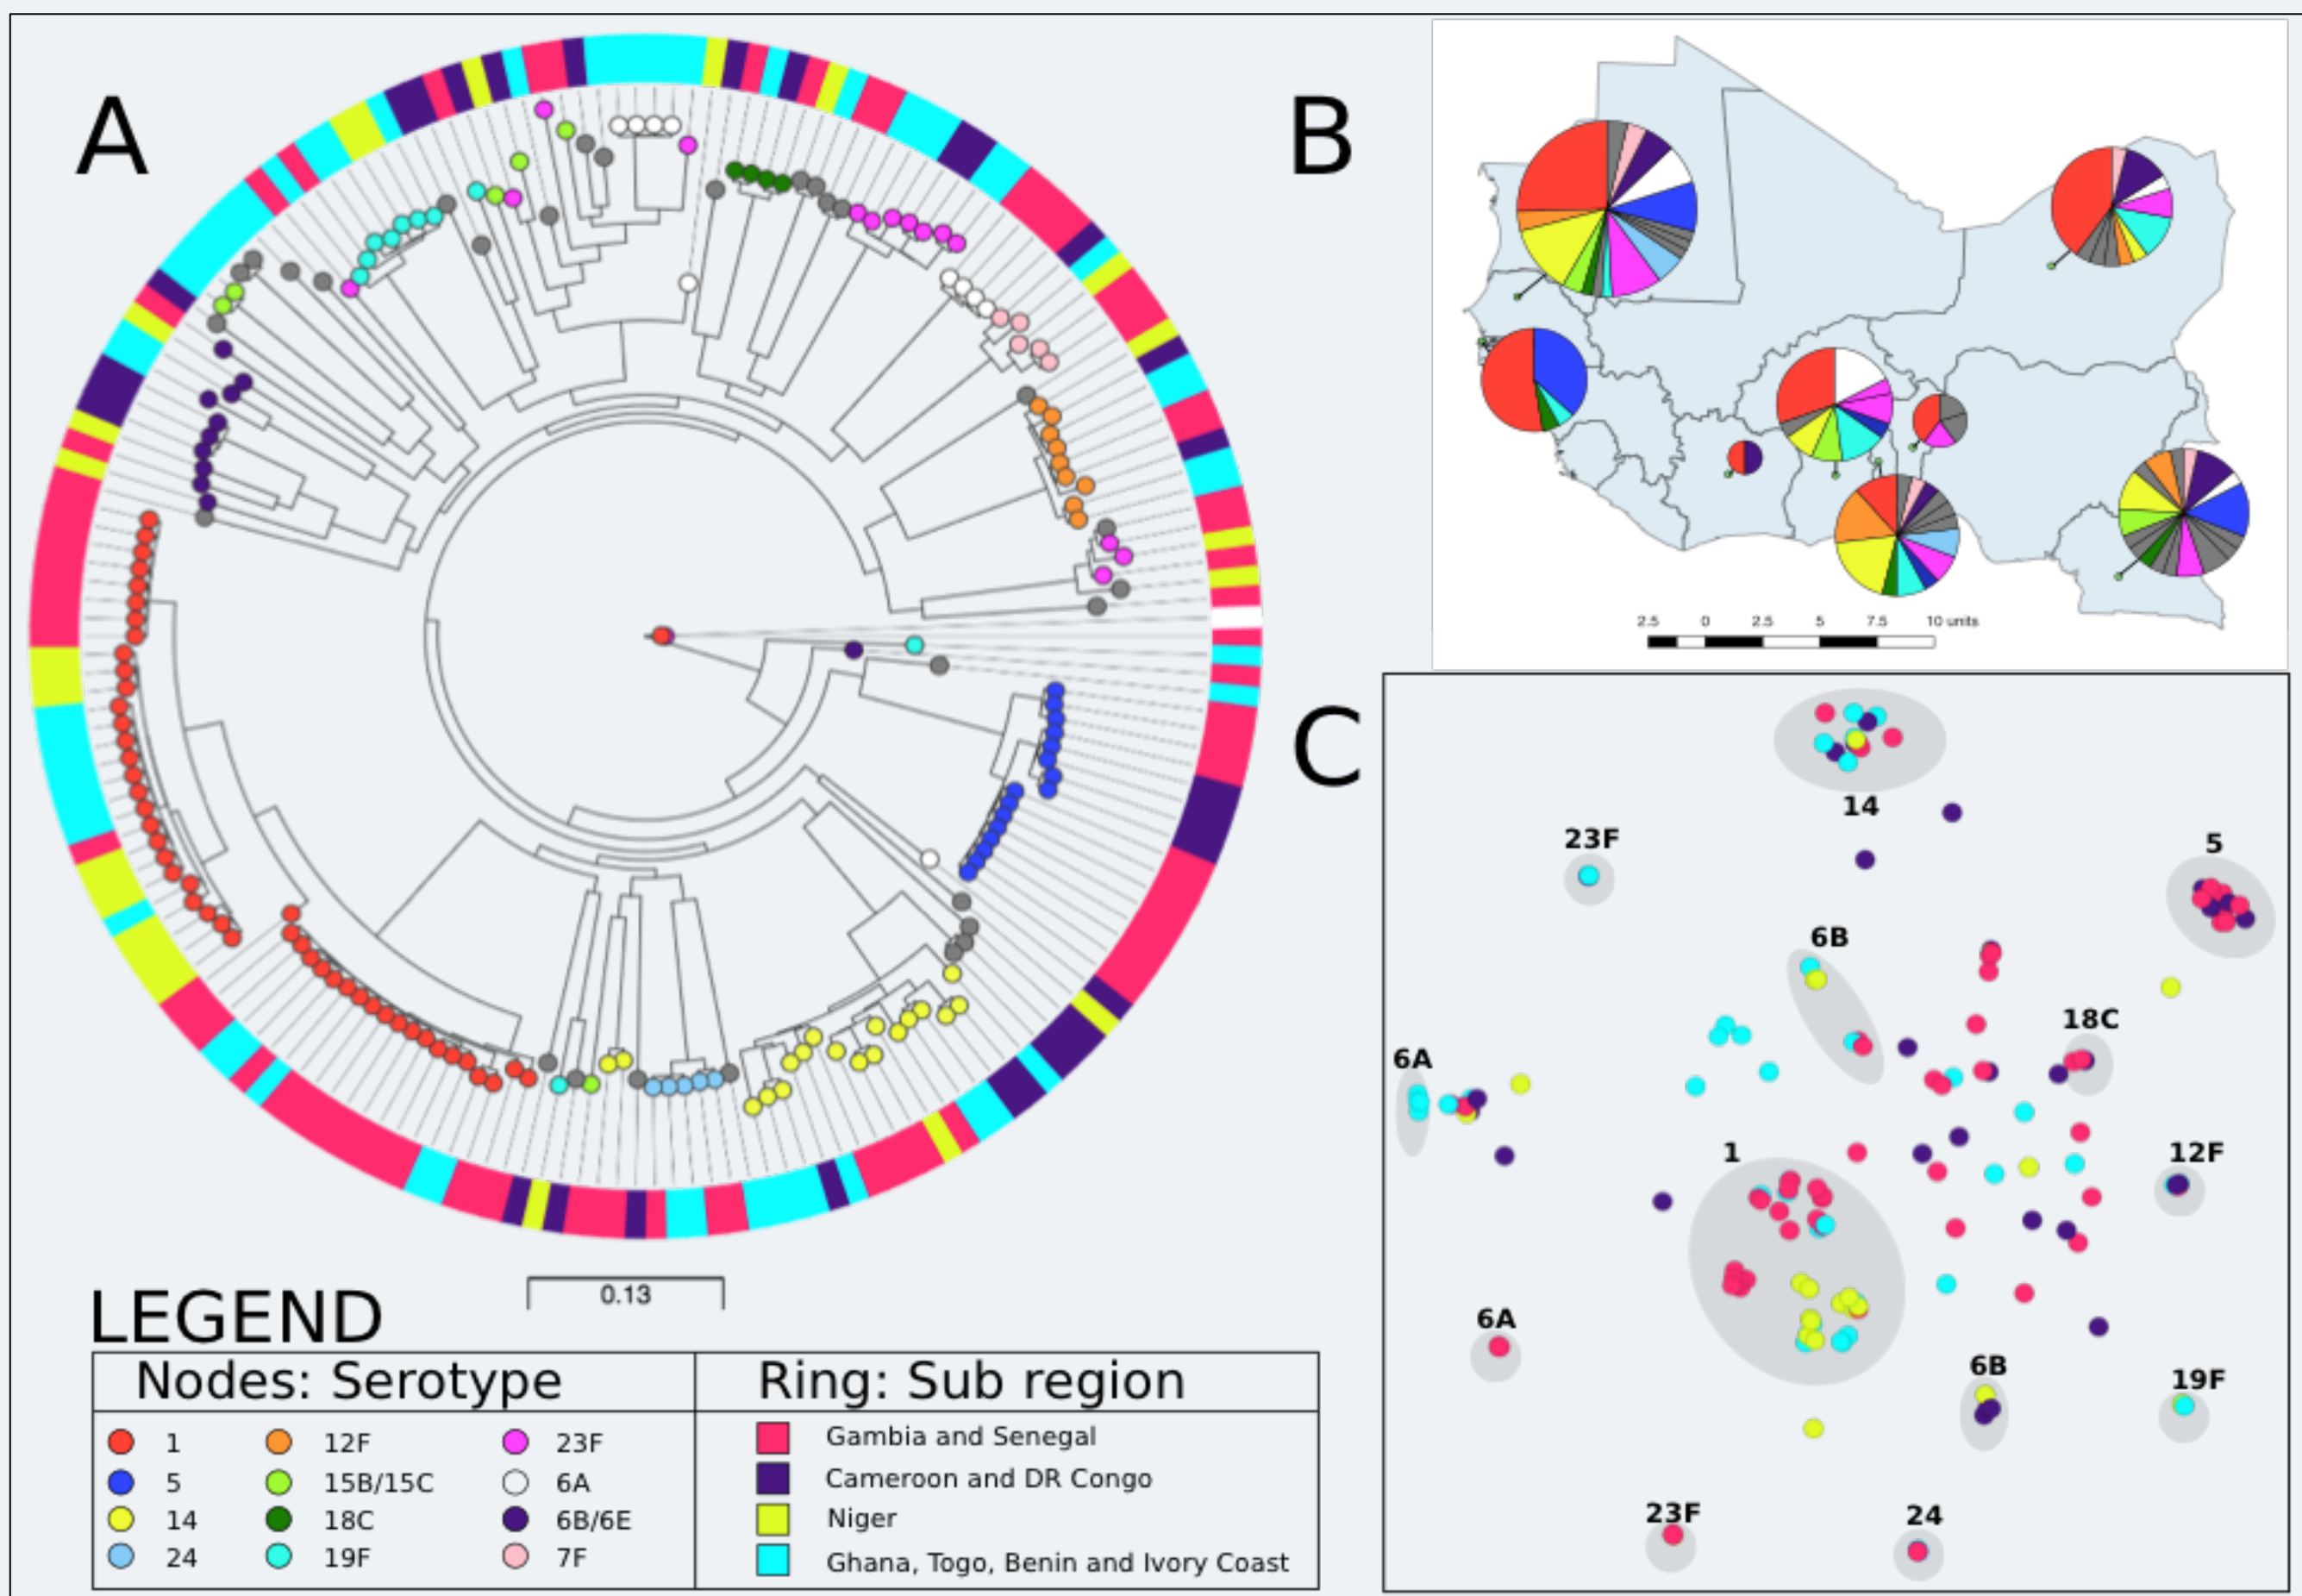 A
B
2.5 0 2.5 5 7.5 10 units
C
14
23F
5
6B
18C
6A
1
12F
6A
6B
19F
23F
24
0.13
LEGEND
Nodes: Serotype
Ring: Sub region
1 12F 23F
5 15B/15C 6A
14 18C 6B/6E
24 19F 7F
Gambia and Senegal
Cameroon and DR Congo
Niger
Ghana, Togo, Benin and Ivory Coast